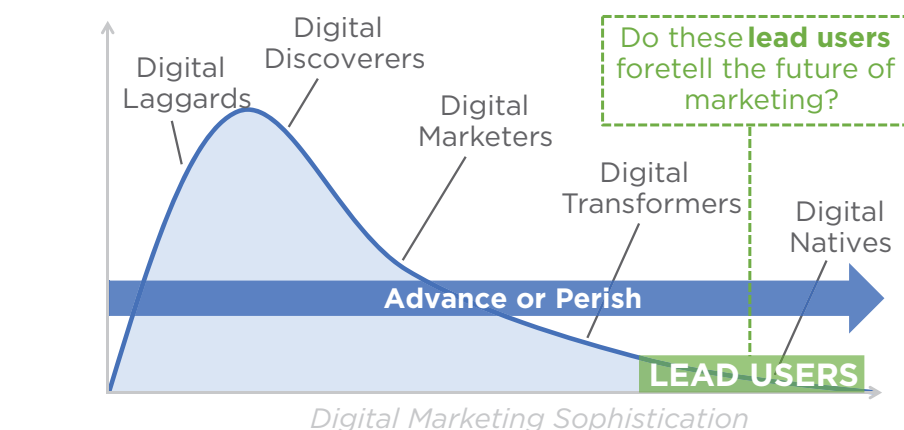 Digital
Discoverers
Digital
Laggards
Digital
Marketers
Do these lead users
foretell the future of
marketing?
Digital
Transformers
Digital
Natives
Advance or Perish
LEAD USERS
Digital Marketing Sophistication